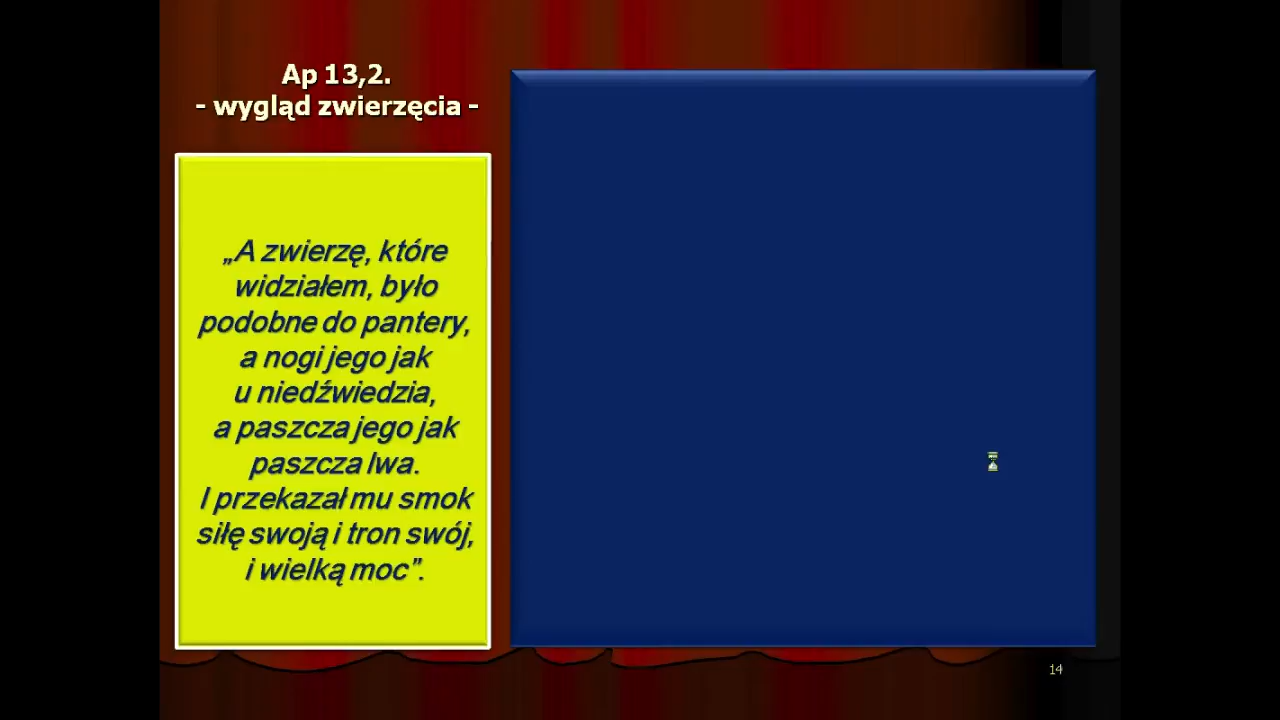 Ap 13,2.
- wygląd zwierzęcia -
„A zwierzę, które
widziałem, było
podobne do pantery,
a nogi jego jak
u niedźwiedzia,
a paszcza jego jak
paszcza lwa.
I przekazał mu smok
siłę swoją i tron swój,
i wielką moc”.
14